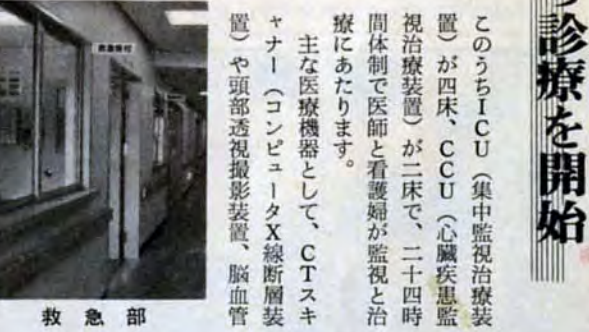 診療を開始
このうちICU（集中監視治療装
置）が四床、CCU（心臓疾患監
視治療装置）が二床で、二十四時
間体制で医師と看護婦が監視と治
療にあたります。
主な医療機器として、CTスキ
ャナー（コンピュータX線断層装
置）や頭部透視撮影装置、脳血管
救急部